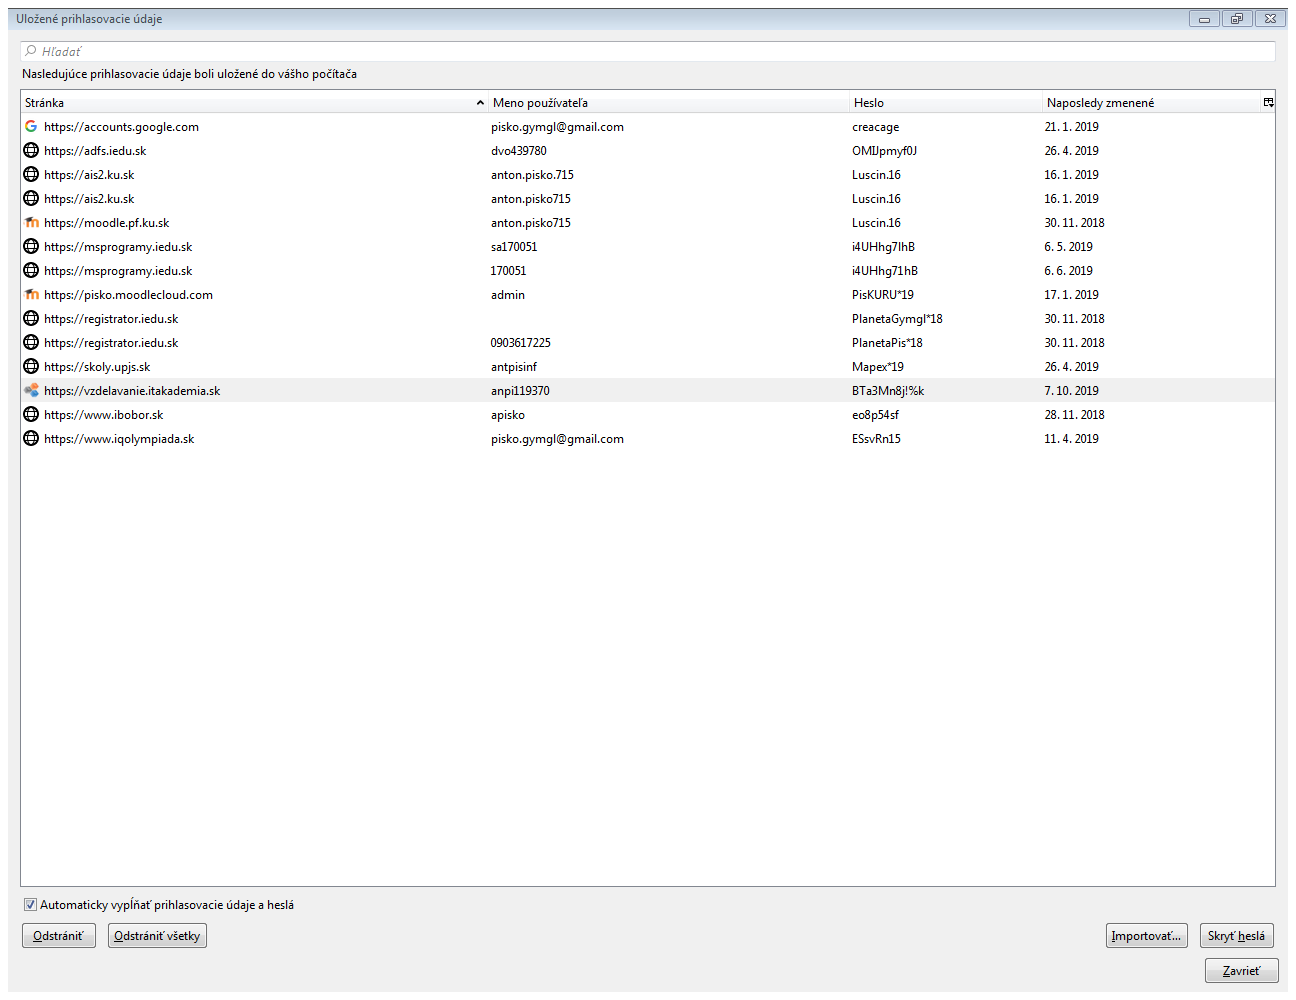 Uložené prihlasovacie údaje
Hľadať
Nasledujúce prihlasovacie údaje boli uložené do vášho počítača
Stránka Meno používateľa Heslo Naposledy zmenené
https://accounts.google.com pisko.gymgl@gmail.com creacage 21. 1. 2019
https://adfs.iedu.sk dvo439780 26. 4. 2019
https://ais2.ku.sk anton.pisko.715 Luscin.16 16. 1. 2019
https://ais2.ku.sk anton.pisko715 Luscin.16 16. 1. 2019
https://moodle.pf.ku.sk anton.pisko715 Luscin.16 30. 11. 2018
https://msprogramy.iedu.sk sa170051 6. 5. 2019
https://msprogramy.iedu.sk 170051 i4UHhg71hB 6. 6. 2019
https://pisko.moodlecloud.com admin PisKURU*19 17. 1. 2019
https://registrator.iedu.sk PlanetaGymgl*18 30. 11. 2018
https://registrator.iedu.sk 0903617225 PlanetaPis*18 30. 11. 2018
https://skoly.upjs.sk antpisinf Mapex*19 26. 4. 2019
https://vzdelavanie.itakademia.sk anpi119370 BTa3Mn8j!%k 7. 10. 2019
https://www.ibobor.sk apisko eo8p54sf 28. 11. 2018
https://www.iqolympiada.sk pisko.gymgl@gmail.com ESsvRn15 11. 4. 2019
Automaticky vypĺňať prihlasovacie údaje a heslá
Odstrániť Odstrániť všetky Importovať... Skryť heslá
Zavrieť